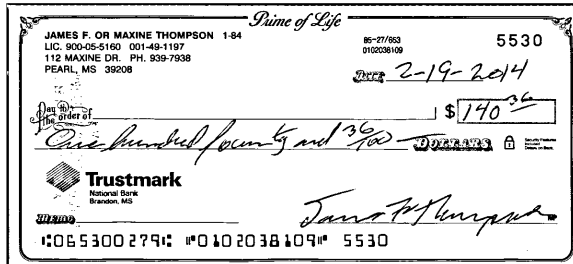 Prime of Life
JAMES F. OR MAXINE THOMPSON 1-84
LIC. 900-05-5160 001-49-1197
112 MAXINE DR. PH. 939-7938
PEARL, MS 39208
85-27/653
0102038109
5530
Date 2-19-2014
Pay to the order of $ 140 36
One hundred fourty and 36/100 Dollars
Security Features Included Details on Back.
Trustmark
National Bank
Brandon, MS
Memo
⑆065300279⑆ ⑈0102038109⑈ 5530